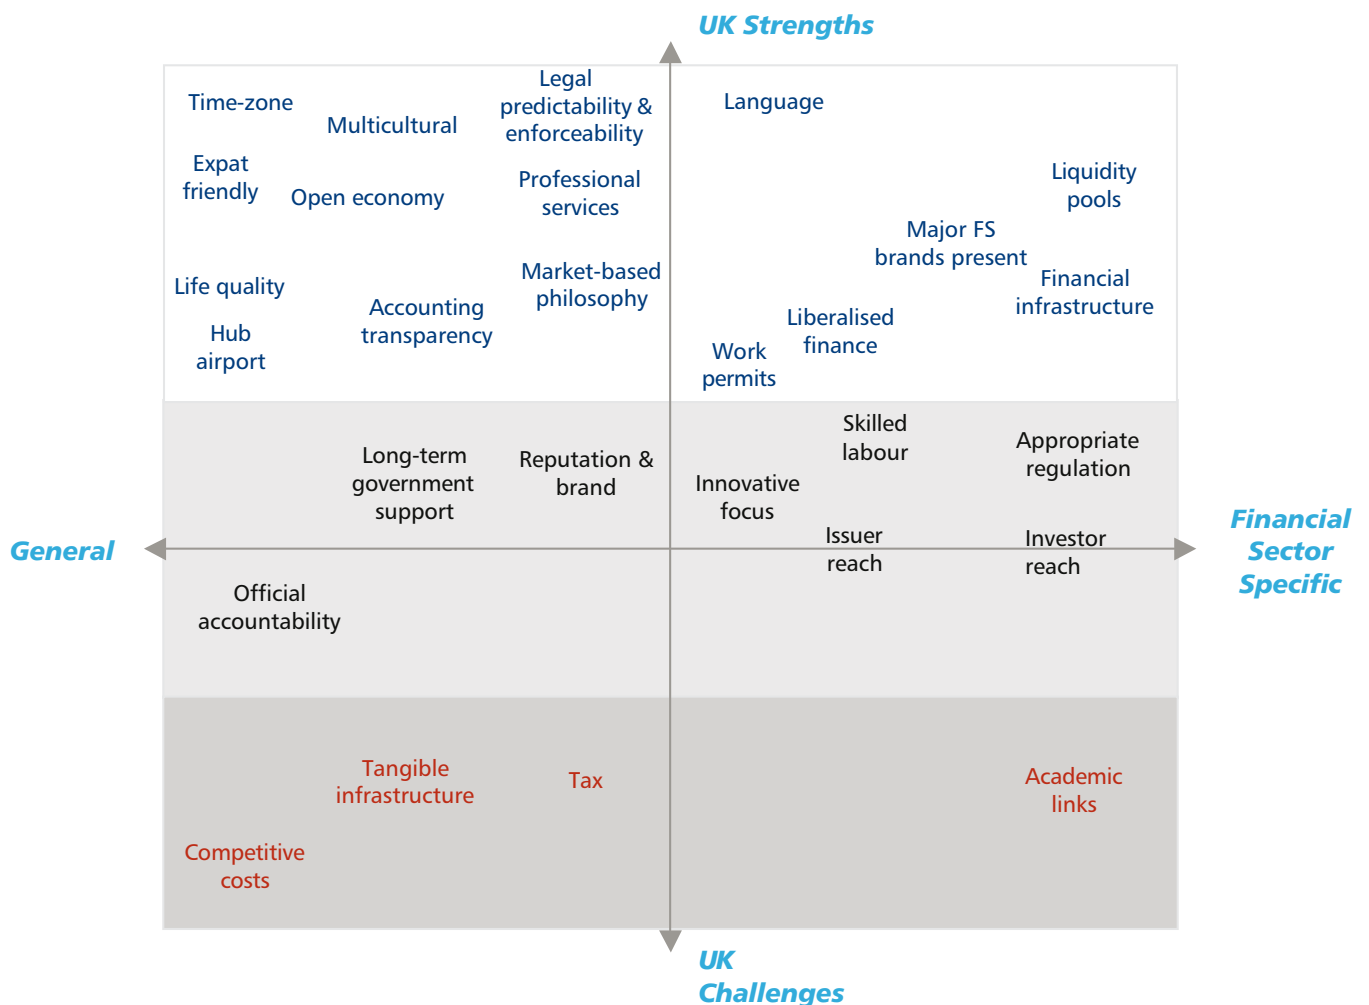 UK Strengths
Time-zone
Multicultural
Legal
predictability &
enforceability
Language
Expat
friendly
Open economy
Professional
services
Liquidity
pools
Major FS
brands present
Life quality
Accounting
transparency
Market-based
philosophy
Financial
infrastructure
Hub
airport
Liberalised
finance
Work
permits
Long-term
government
support
Reputation &
brand
Innovative
focus
Skilled
labour
Appropriate
regulation
General
Issuer
reach
Investor
reach
Financial
Sector
Specific
Official
accountability
Tangible
infrastructure
Tax
Academic
links
Competitive
costs
UK
Challenges